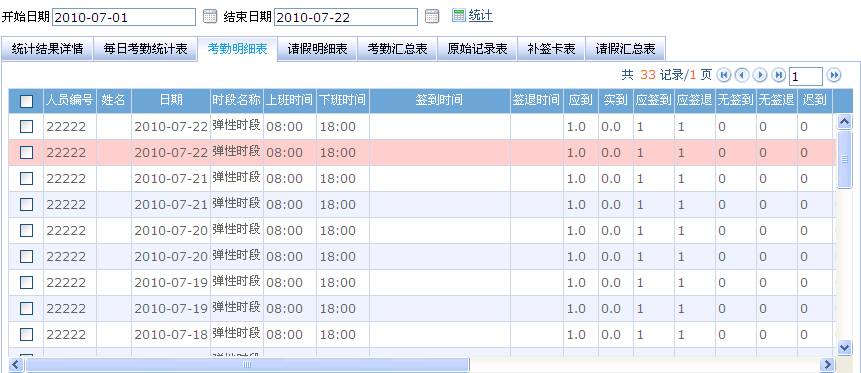 开始日期 2010-07-01 结束日期 2010-07-22 统计
统计结果详情 每日考勤统计表 考勤明细表 请假明细表 考勤汇总表 原始记录表 补签卡表 请假汇总表
共 33 记录/1 页 1
人员编号 姓名 日期 时段名称 上班时间 下班时间 签到时间 签退时间 应到 实到 应签到 应签退 无签到 无签退 迟到
22222 2010-07-22 弹性时段 08:00 18:00 1.0 0.0 1 1 0 0 0
22222 2010-07-22 弹性时段 08:00 18:00 1.0 0.0 1 1 0 0 0
22222 2010-07-21 弹性时段 08:00 18:00 1.0 0.0 1 1 0 0 0
22222 2010-07-21 弹性时段 08:00 18:00 1.0 0.0 1 1 0 0 0
22222 2010-07-20 弹性时段 08:00 18:00 1.0 0.0 1 1 0 0 0
22222 2010-07-20 弹性时段 08:00 18:00 1.0 0.0 1 1 0 0 0
22222 2010-07-19 弹性时段 08:00 18:00 1.0 0.0 1 1 0 0 0
22222 2010-07-19 弹性时段 08:00 18:00 1.0 0.0 1 1 0 0 0
22222 2010-07-18 弹性时段 08:00 18:00 1.0 0.0 1 1 0 0 0